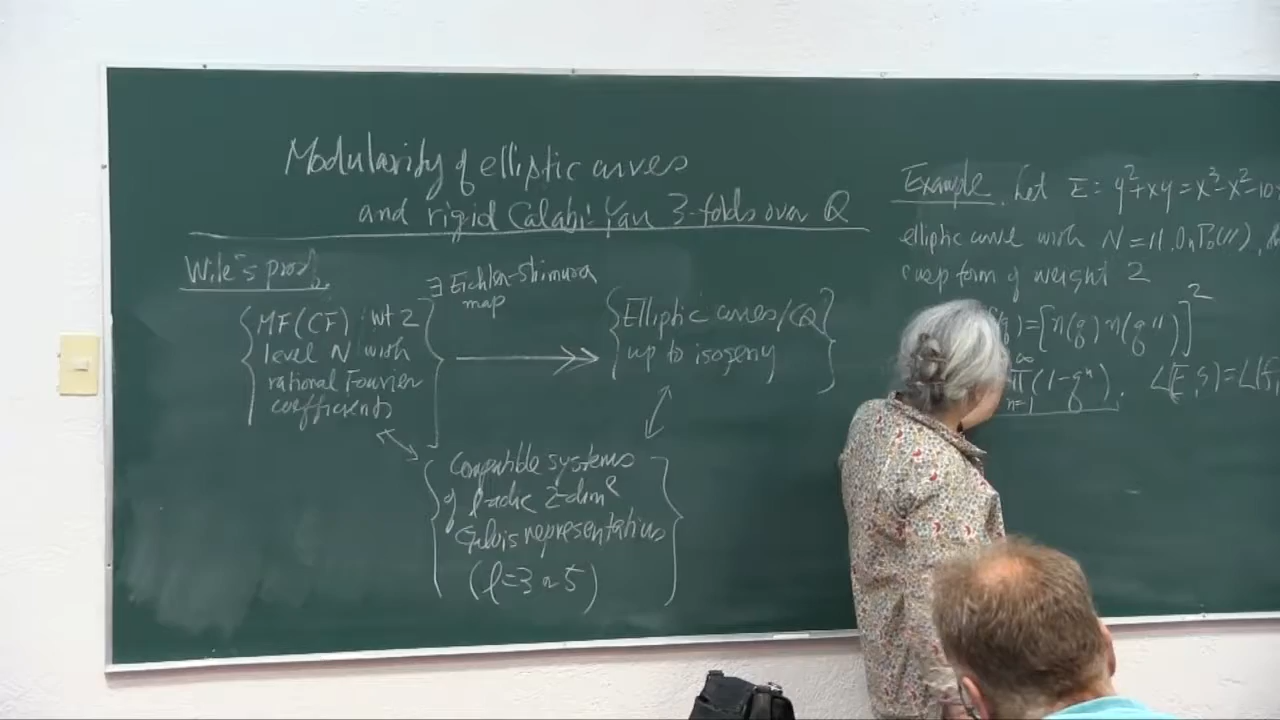 Modularity of elliptic curves
and rigid Calabi-Yau 3-folds over Q
Wile's proof.
∃ Eichler-Shimura
map
MF(CF) wt 2
level N with
rational Fourier
coefficients
Elliptic curves/Q
up to isogeny
Compatible systems
of ℓ-adic 2-dimℓ
Galois representations
(ℓ=3 or 5)
Example. Let E: y²+xy=x³-x²-10
elliptic curve with N=11. On Γ₀(11),
cusp form of weight 2
(q)=[η(q)η(q¹¹)]²
∞
Π(1-qⁿ).
n=1
L(E,s)=L(f,